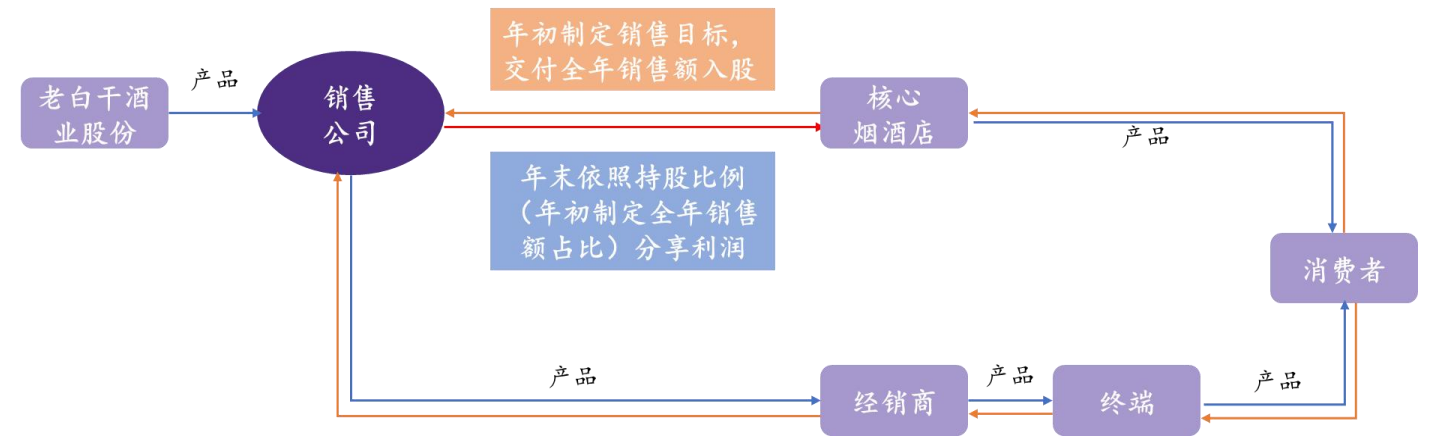 年初制定销售目标，
交付全年销售额入股
产品
老白干酒
业股份
销售
公司
核心
烟酒店
产品
年末依照持股比例
（年初制定全年销售
额占比）分享利润
消费者
产品
经销商
产品
终端
产品